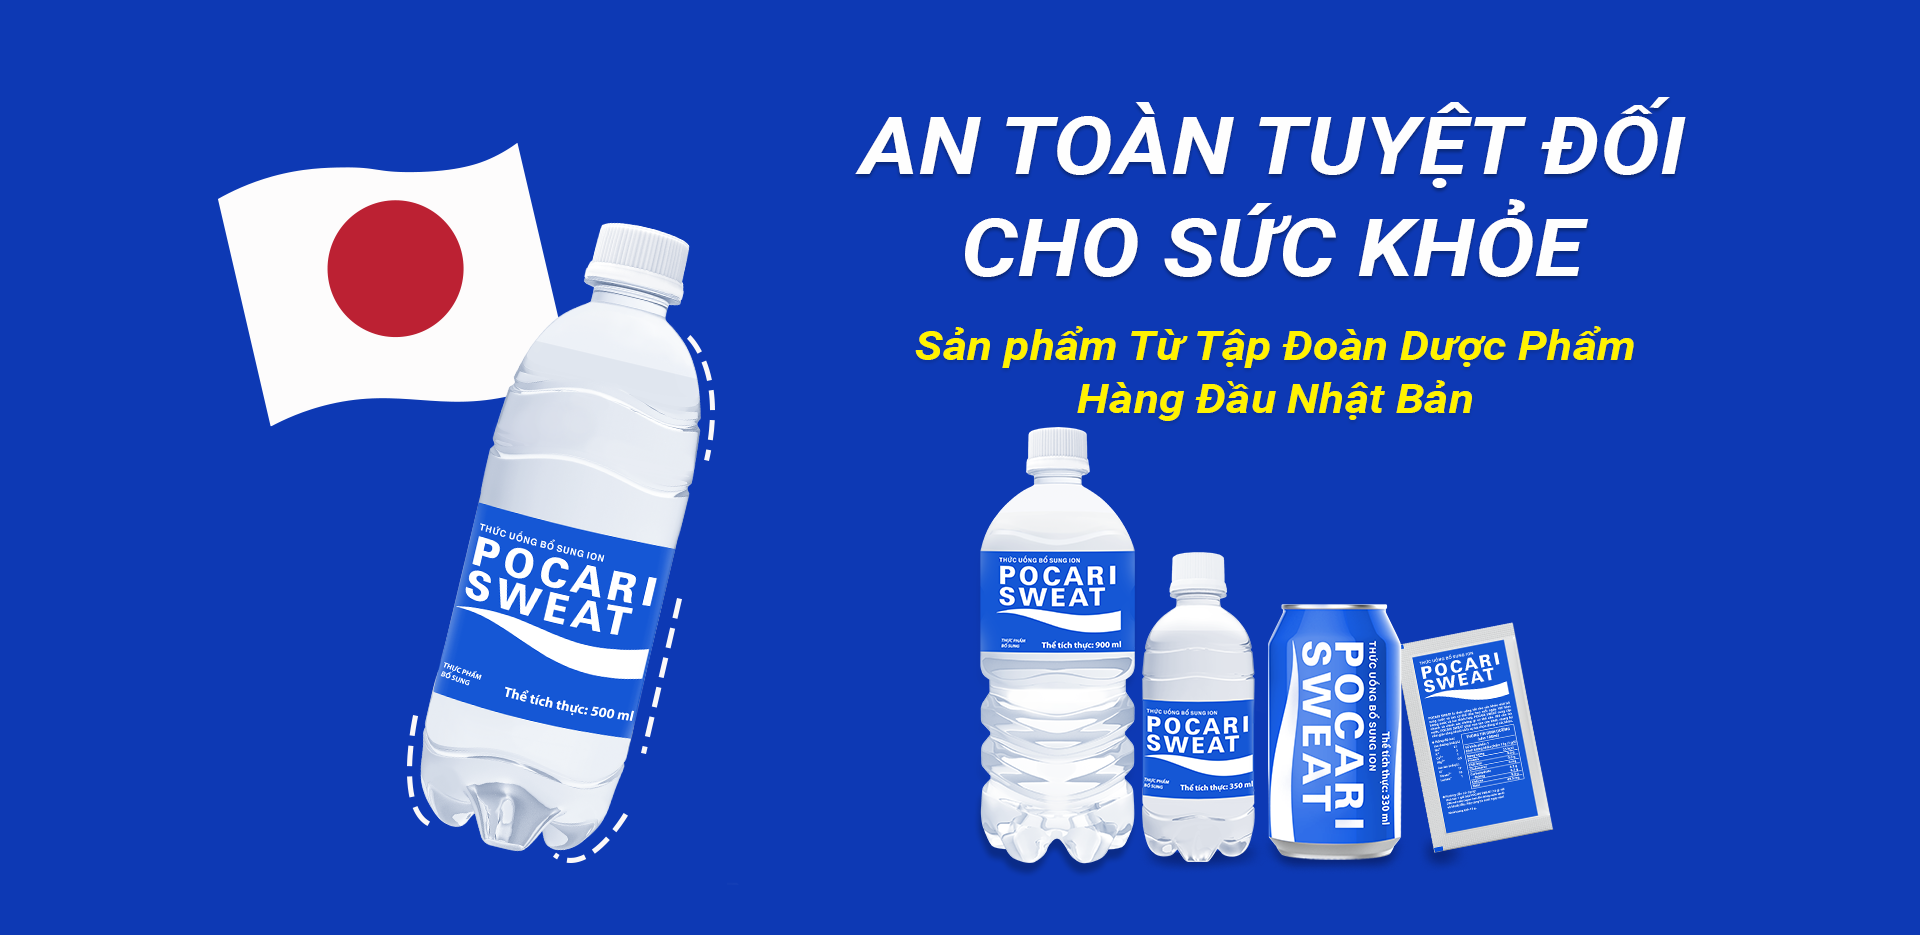 AN TOÀN TUYỆT ĐỐI
CHO SỨC KHỎE
Sản phẩm Từ Tập Đoàn Dược Phẩm
Hàng Đầu Nhật Bản
THỨC UỐNG BỔ SUNG ION
POCARI
SWEAT
THỰC PHẨM
BỔ SUNG
Thể tích thực: 500 ml
THỨC UỐNG BỔ SUNG ION
POCARI
SWEAT
THỰC PHẨM
BỔ SUNG
Thể tích thực: 900 ml
THỨC UỐNG BỔ SUNG ION
POCARI
SWEAT
THỰC PHẨM
BỔ SUNG
Thể tích thực: 350 ml
THỨC UỐNG BỔ SUNG ION
POCARI
SWEAT
Thể tích thực: 330 ml
THỨC UỐNG BỔ SUNG ION
POCARI
SWEAT